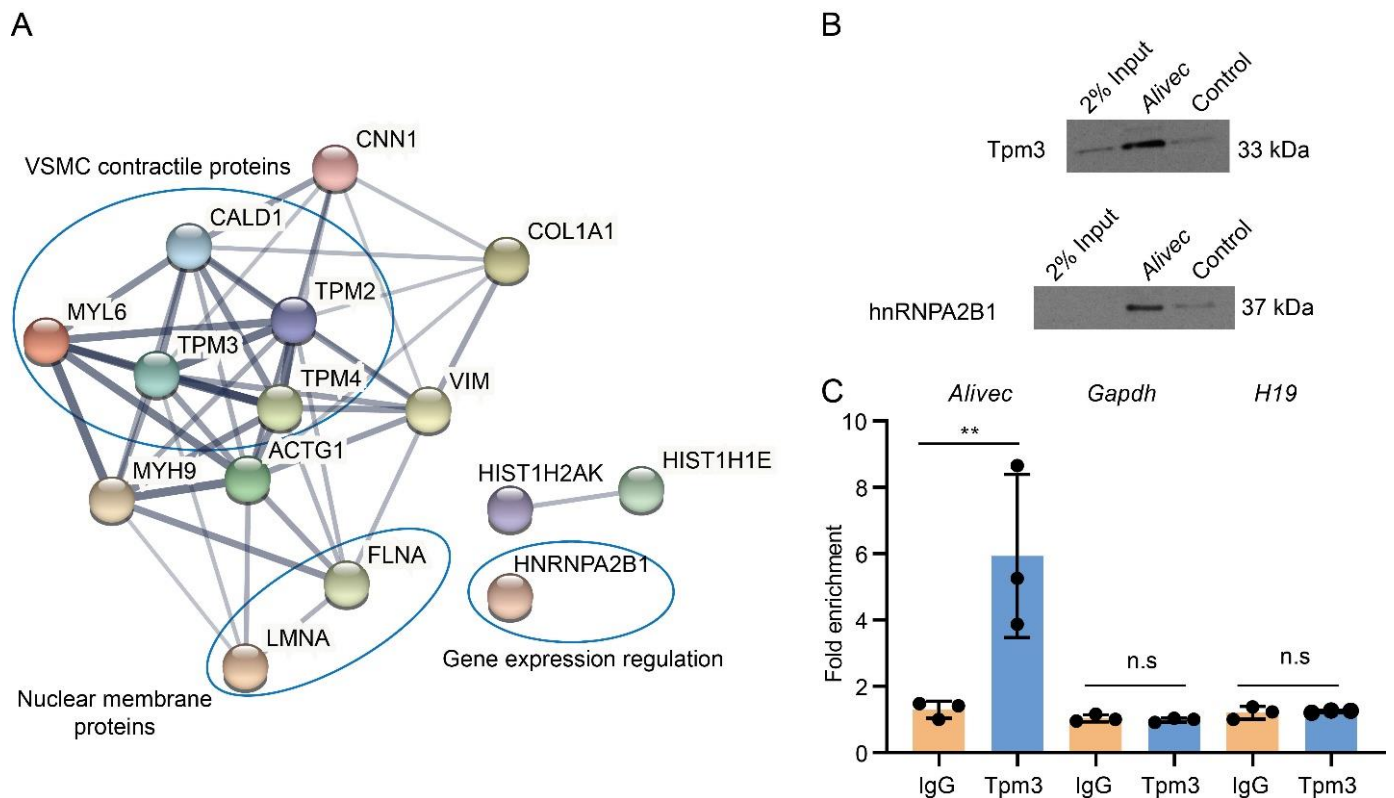 A
VSMC contractile proteins
CNN1
CALD1
COL1A1
TPM2
MYL6
TPM3
TPM4
VIM
ACTG1
MYH9
HIST1H2AK
HIST1H1E
FLNA
HNRNPA2B1
LMNA
Gene expression regulation
Nuclear membrane
proteins
B
2% Input
Alivec
Control
Tpm3
33 kDa
2% Input
Alivec
Control
hnRNPA2B1
37 kDa
C
Alivec
Gapdh
H19
Fold enrichment
10
8
6
4
2
0
**
n.s
n.s
IgG
Tpm3
IgG
Tpm3
IgG
Tpm3